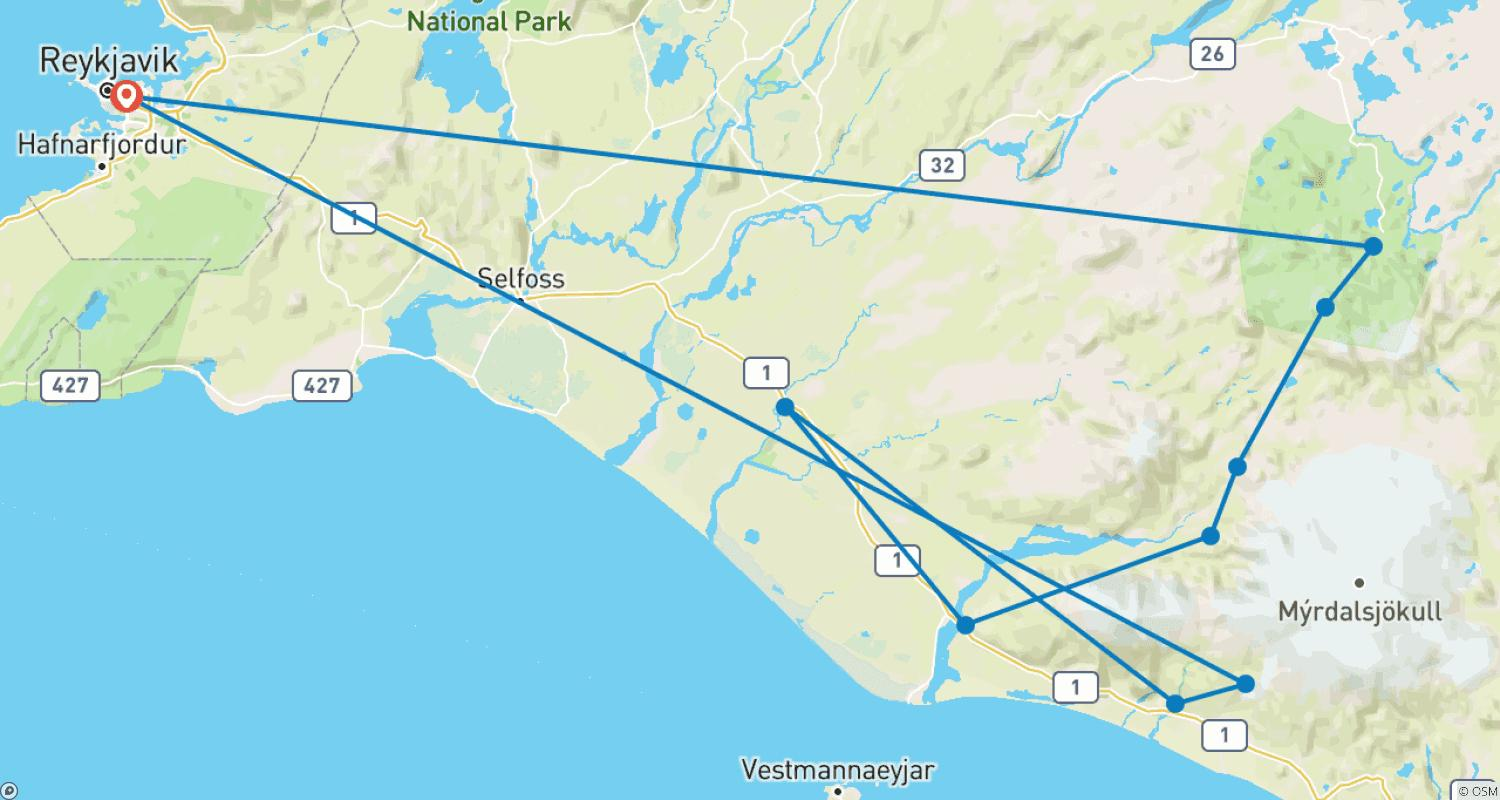 National Park
Reykjavik
26
Hafnarfjordur
32
1
Selfoss
1
427
427
1
Mýrdalsjökull
1
1
Vestmannaeyjar
© OSM